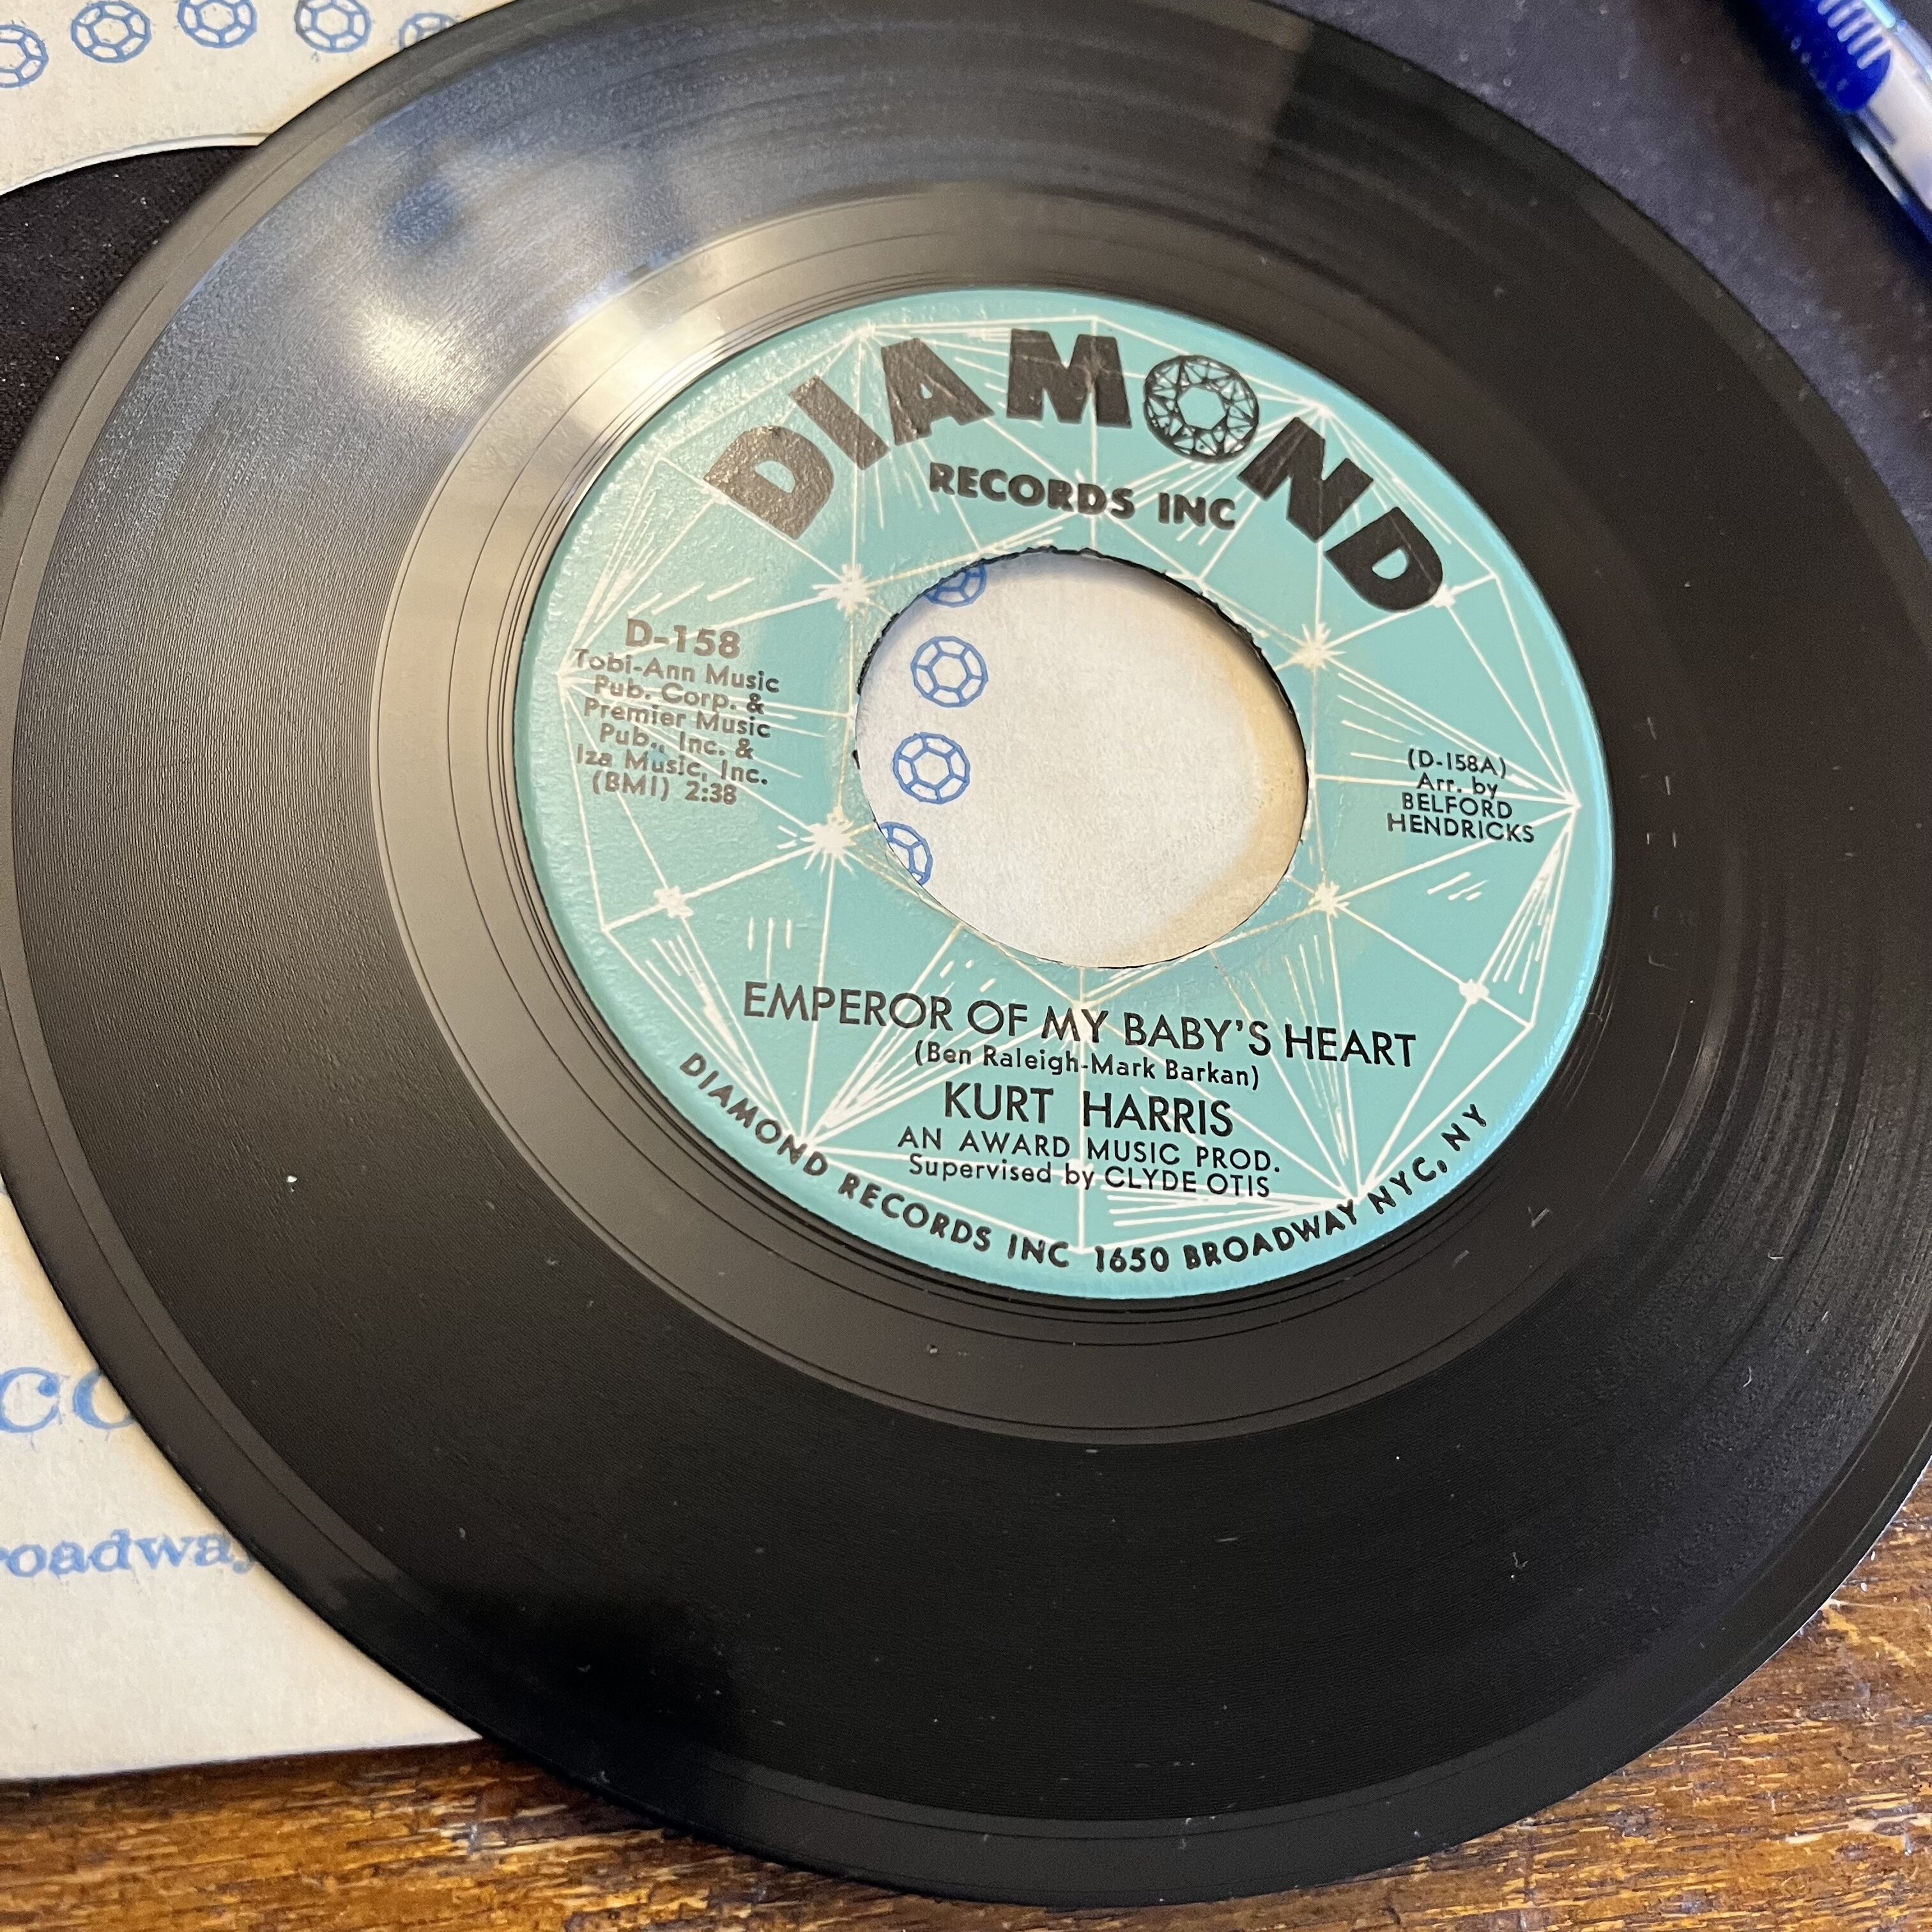 DIAMOND
RECORDS INC
D-158
Tobi-Ann Music
Pub. Corp. &
Premier Music
Pub., Inc. &
Iza Music, Inc.
(BMI) 2:38
(D-158A)
Arr. by
BELFORD
HENDRICKS
EMPEROR OF MY BABY'S HEART
(Ben Raleigh-Mark Barkan)
KURT HARRIS
AN AWARD MUSIC PROD.
Supervised by CLYDE OTIS
DIAMOND RECORDS INC 1650 BROADWAY NYC, NY